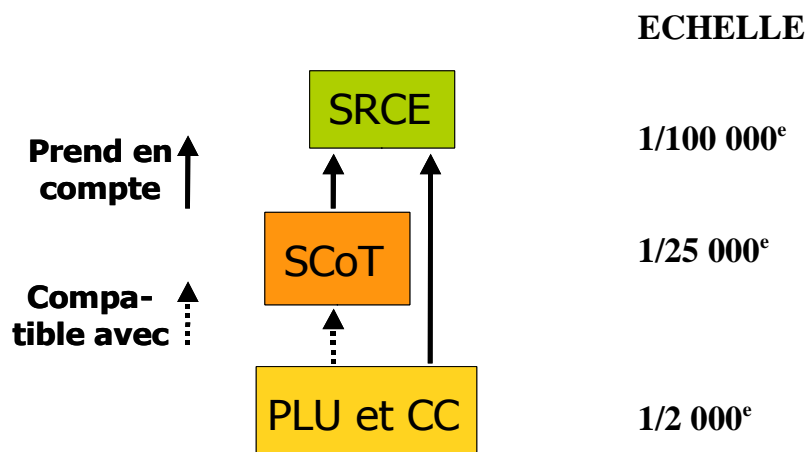 ECHELLE
SRCE
1/100 000e
Prend en
compte
SCoT
1/25 000e
Compa-
tible avec
PLU et CC
1/2 000e